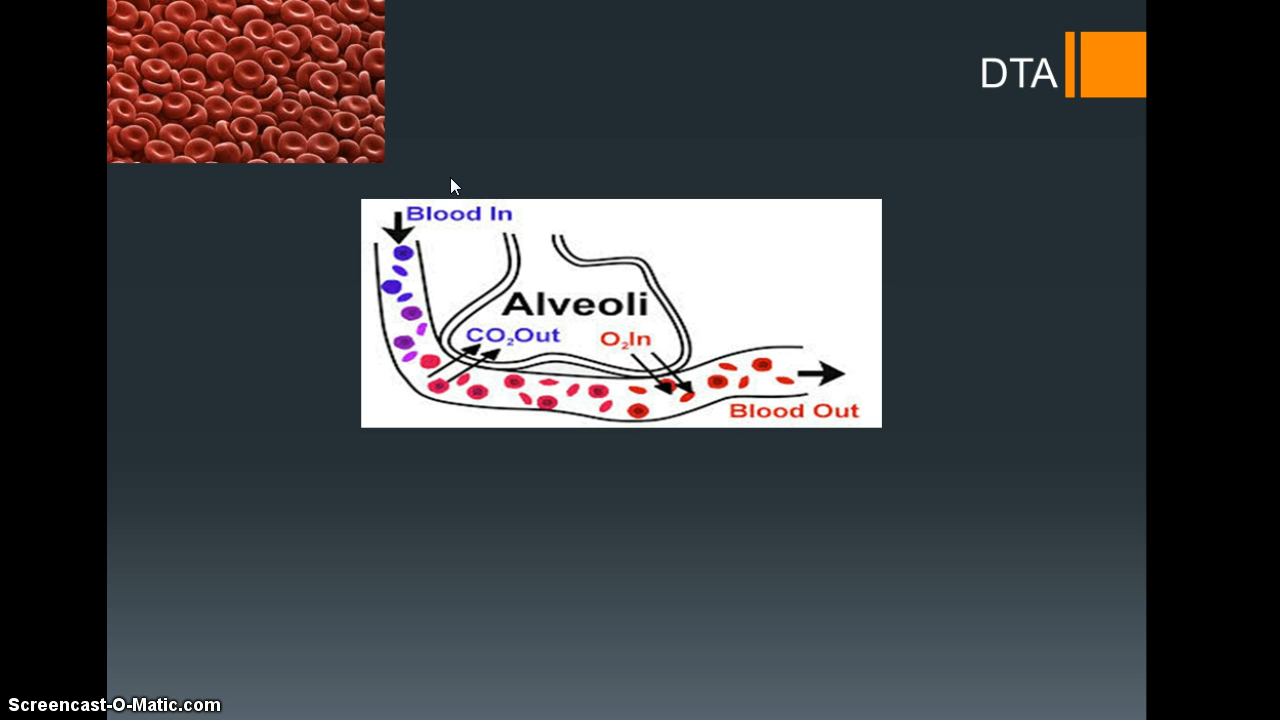 DTA
Blood In
Alveoli
CO₂Out
O₂In
Blood Out
Screencast-O-Matic.com